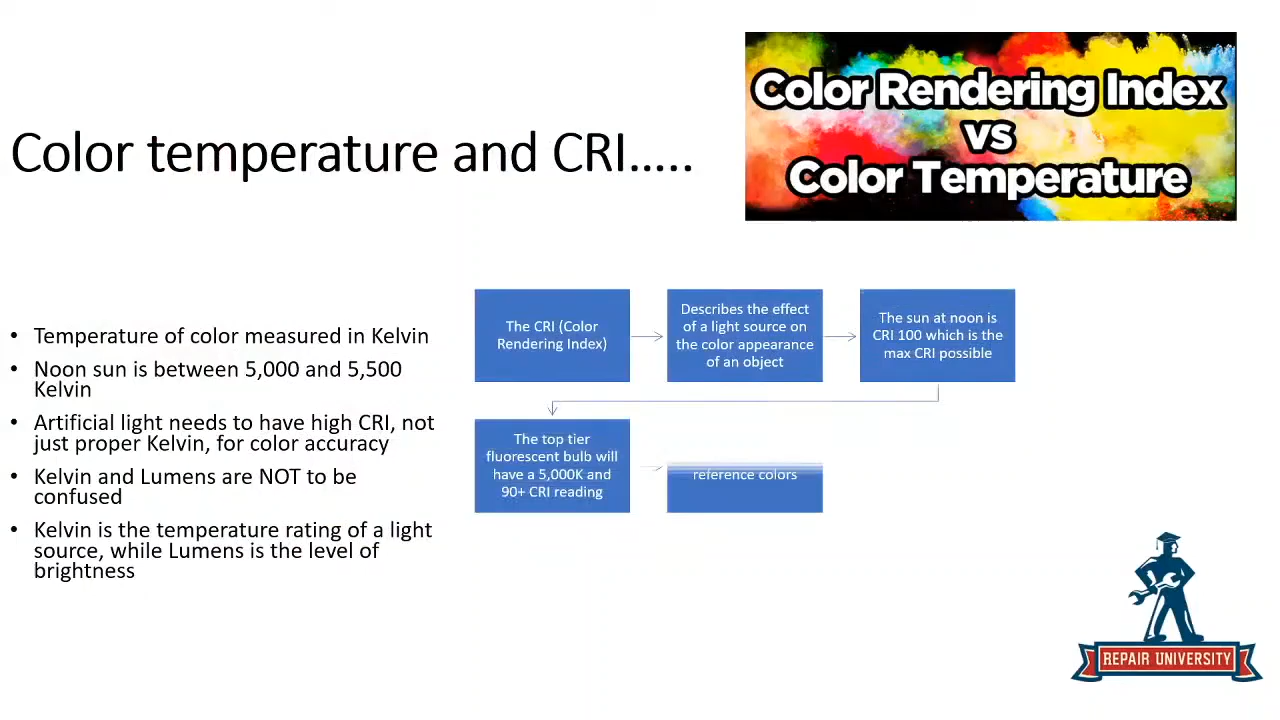 Color Rendering Index
vs
Color Temperature
Color temperature and CRI.....
• Temperature of color measured in Kelvin
• Noon sun is between 5,000 and 5,500
Kelvin
• Artificial light needs to have high CRI, not
just proper Kelvin, for color accuracy
• Kelvin and Lumens are NOT to be
confused
• Kelvin is the temperature rating of a light
source, while Lumens is the level of
brightness
The CRI (Color
Rendering Index)
Describes the effect
of a light source on
the color appearance
of an object
The sun at noon is
CRI 100 which is the
max CRI possible
The top tier
fluorescent bulb will
have a 5,000K and
90+ CRI reading
reference colors
REPAIR UNIVERSITY